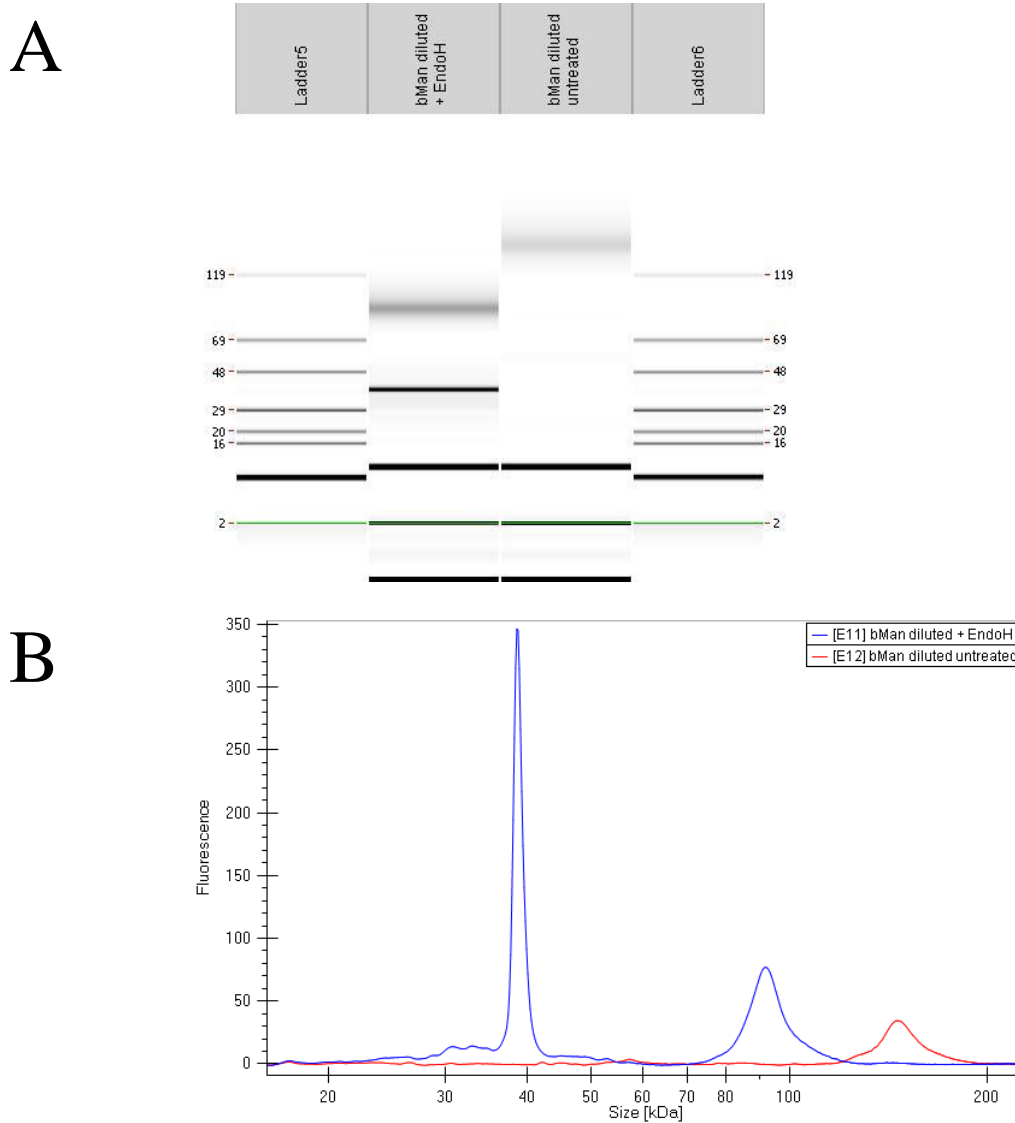 A
Ladder5
bMan diluted
+ EndoH
bMan diluted
untreated
Ladder6
119 119
69 69
48 48
29 29
20 20
16 16
2 2
B
[E11] bMan diluted + EndoH
[E12] bMan diluted untreated
Fluorescence
350
300
250
200
150
100
50
0
20 30 40 50 60 70 80 100 200
Size [kDa]